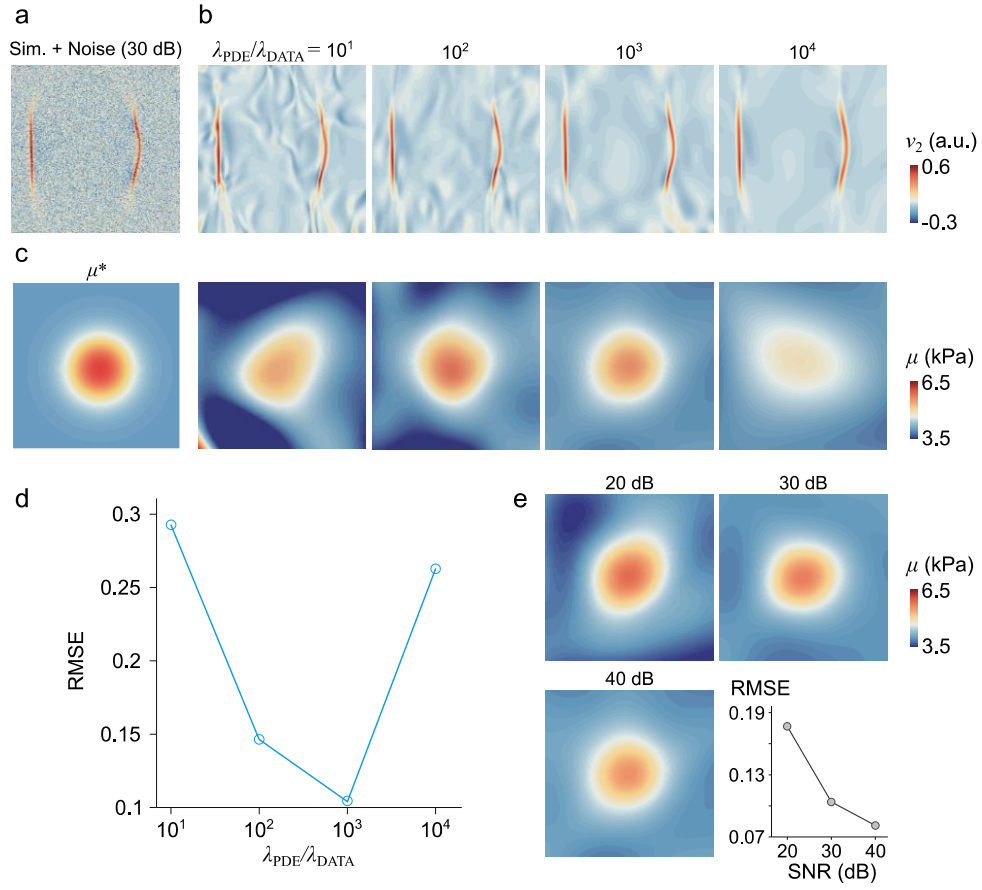 a
Sim. + Noise (30 dB)
b
λPDE/λDATA = 10¹
10²
10³
10⁴
v₂ (a.u.)
0.6
-0.3
c
μ*
μ (kPa)
6.5
3.5
d
RMSE
0.3
0.25
0.2
0.15
0.1
10¹
10²
10³
10⁴
λPDE/λDATA
e
20 dB
30 dB
μ (kPa)
6.5
3.5
40 dB
RMSE
0.19
0.13
0.07
20
30
40
SNR (dB)